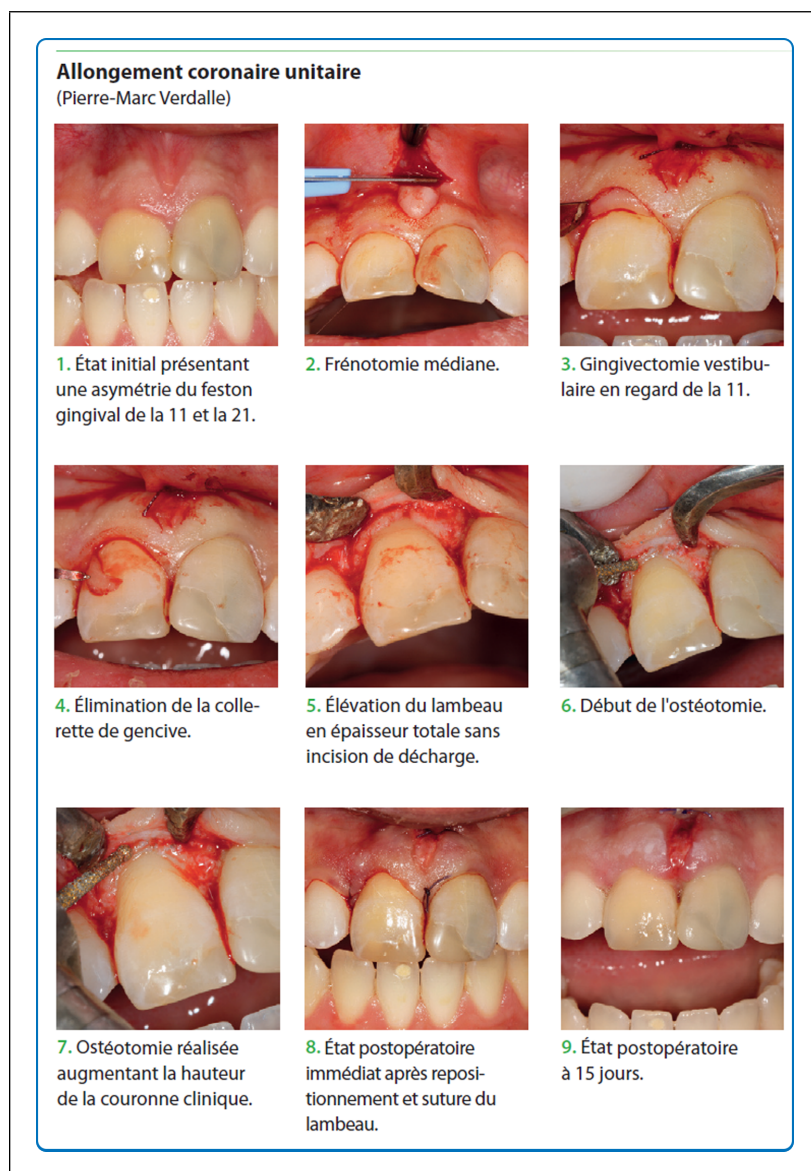 Allongement coronaire unitaire
(Pierre-Marc Verdalle)
1. État initial présentant
une asymétrie du feston
gingival de la 11 et la 21.
2. Frénotomie médiane.
3. Gingivectomie vestibu-
laire en regard de la 11.
4. Élimination de la colle-
rette de gencive.
5. Élévation du lambeau
en épaisseur totale sans
incision de décharge.
6. Début de l'ostéotomie.
7. Ostéotomie réalisée
augmentant la hauteur
de la couronne clinique.
8. État postopératoire
immédiat après reposi-
tionnement et suture du
lambeau.
9. État postopératoire
à 15 jours.